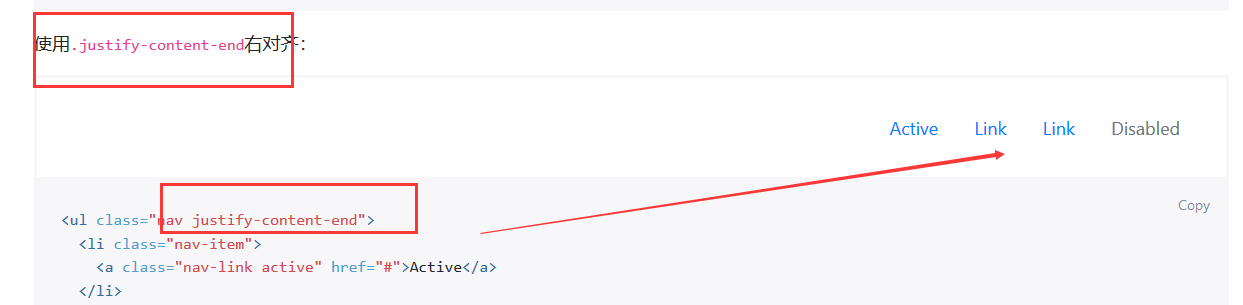 使用.justify-content-end右对齐：
Active Link Link Disabled
Copy
<ul class="nav justify-content-end">
<li class="nav-item">
<a class="nav-link active" href="#">Active</a>
</li>